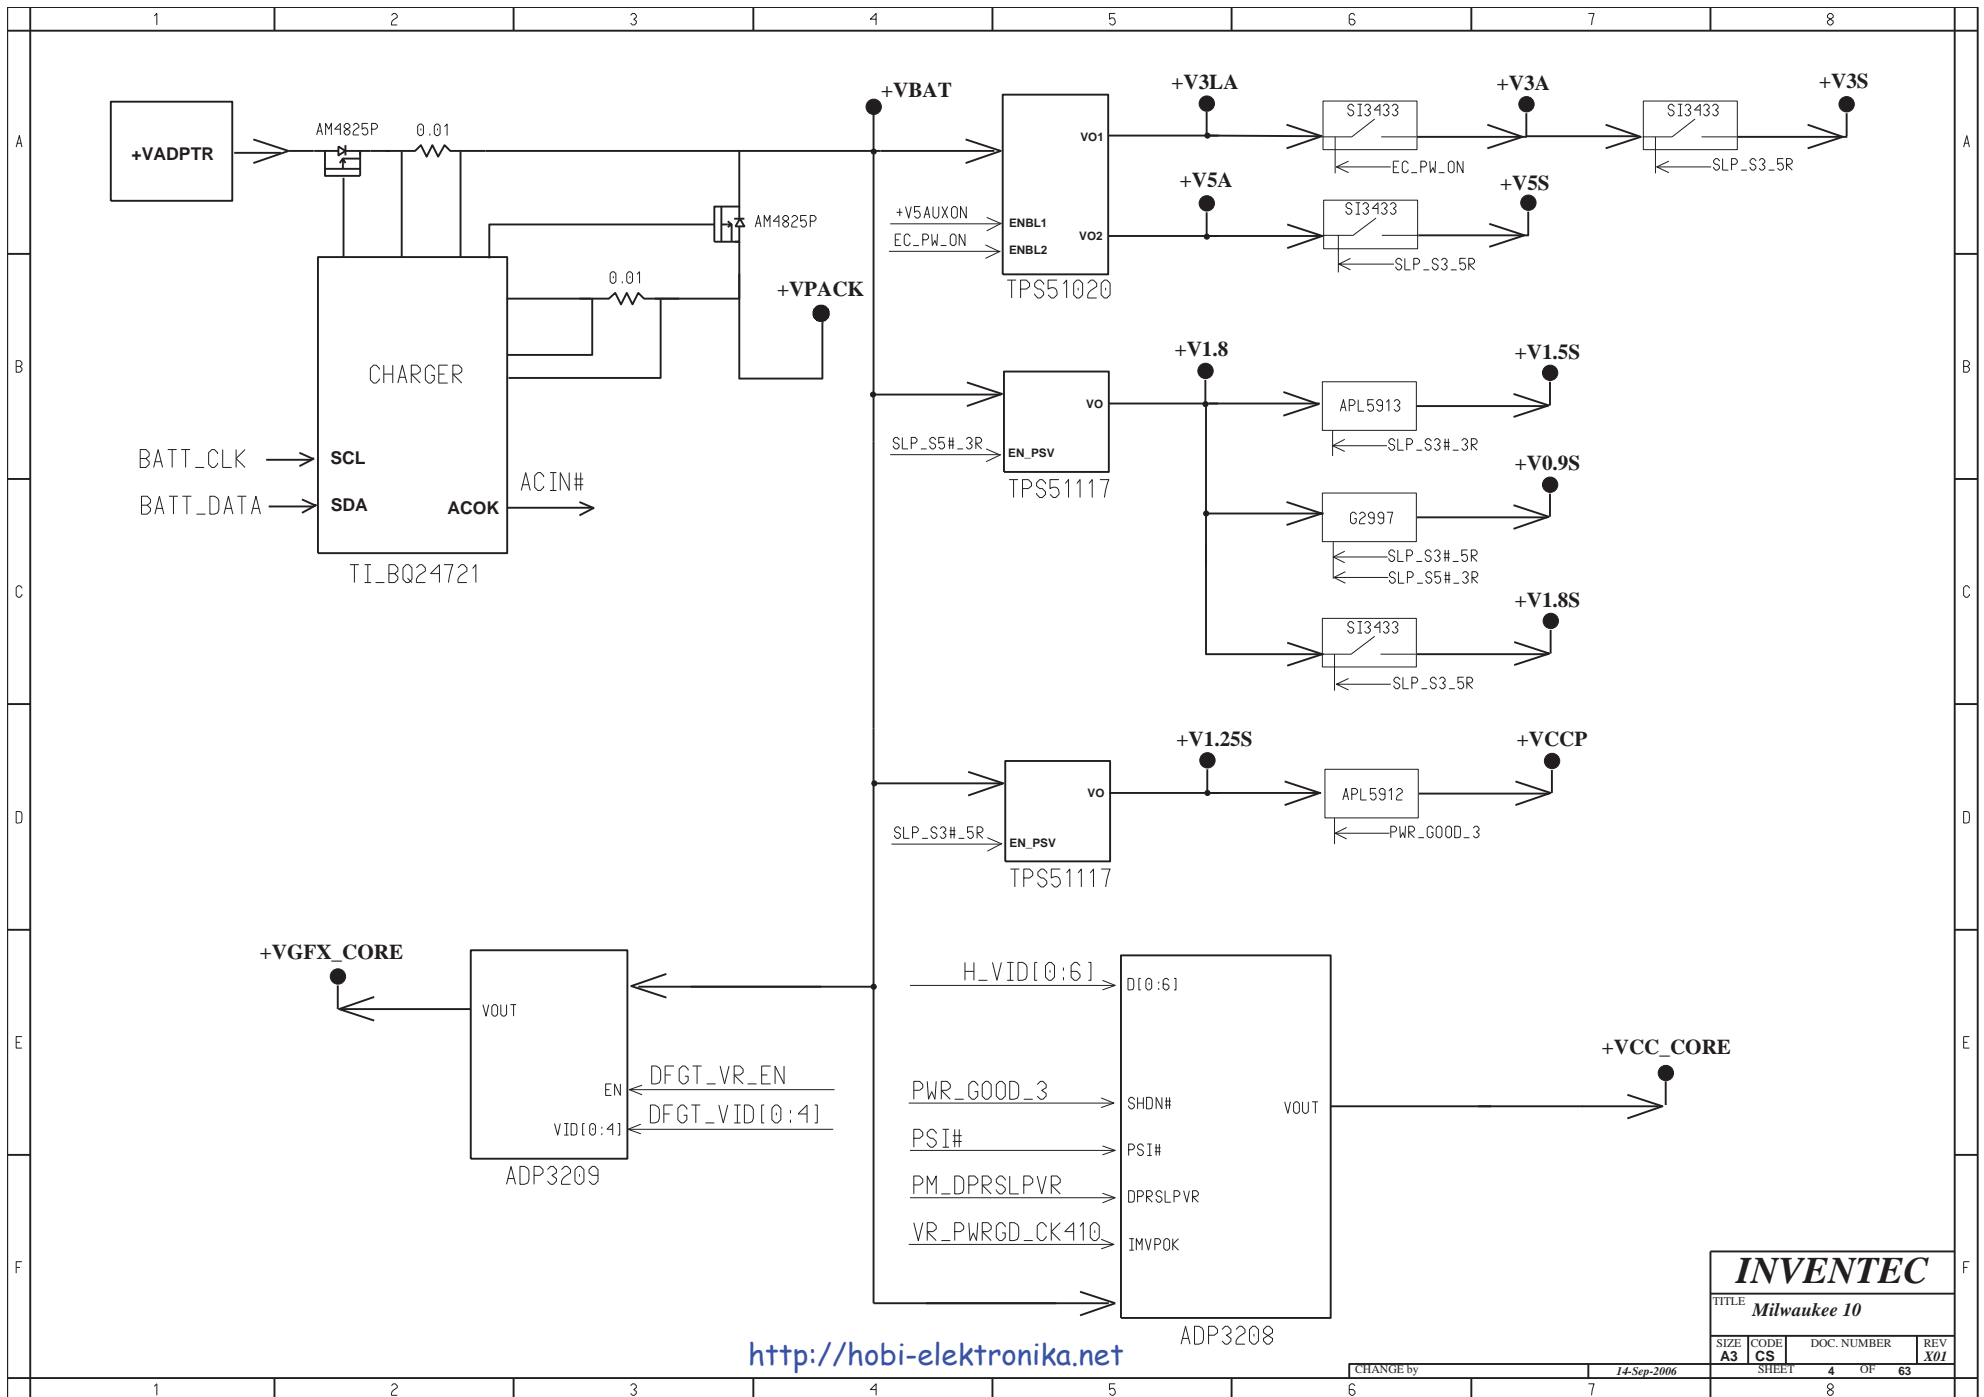 1 2 3 4 5 6 7 8
A
B
C
D
E
F
+VADPTR
AM4825P
0.01
+VBAT
AM4825P
0.01
+VPACK
CHARGER
BATT_CLK
SCL
BATT_DATA
SDA
ACOK
ACIN#
TI_BQ24721
+V3LA
+V3A
+V3S
VO1
SI3433
SI3433
EC_PW_ON
SLP_S3_5R
+V5A
+V5S
+V5AUXON
ENBL1
VO2
SI3433
EC_PW_ON
ENBL2
SLP_S3_5R
TPS51020
+V1.8
+V1.5S
VO
APL5913
SLP_S5#_3R
EN_PSV
SLP_S3#_3R
TPS51117
+V0.9S
G2997
SLP_S3#_5R
SLP_S5#_3R
+V1.8S
SI3433
SLP_S3_5R
+V1.25S
+VCCP
VO
APL5912
SLP_S3#_5R
EN_PSV
PWR_GOOD_3
TPS51117
+VGFX_CORE
VOUT
EN
DFGT_VR_EN
VID[0:4]
DFGT_VID[0:4]
ADP3209
H_VID[0:6]
D[0:6]
+VCC_CORE
PWR_GOOD_3
SHDN#
VOUT
PSI#
PSI#
PM_DPRSLPVR
DPRSLPVR
VR_PWRGD_CK410
IMVPOK
ADP3208
http://hobi-elektronika.net
INVENTEC
TITLE
Milwaukee 10
SIZE CODE DOC. NUMBER REV
A3 CS X01
CHANGE by 14-Sep-2006 SHEET 4 OF 63
A
B
C
D
E
F
1 2 3 4 5 6 7 8